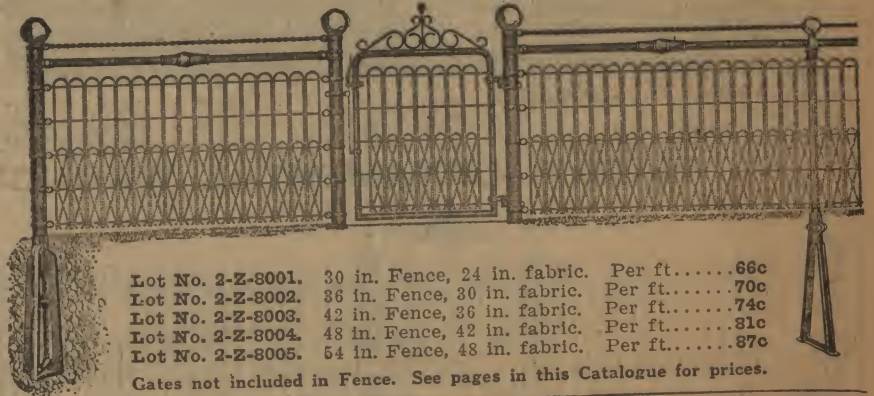 Lot No. 2-Z-8001. 30 in. Fence, 24 in. fabric. Per ft......66c
Lot No. 2-Z-8002. 36 in. Fence, 30 in. fabric. Per ft......70c
Lot No. 2-Z-8003. 42 in. Fence, 36 in. fabric. Per ft......74c
Lot No. 2-Z-8004. 48 in. Fence, 42 in. fabric. Per ft......81c
Lot No. 2-Z-8005. 54 in. Fence, 48 in. fabric. Per ft......87c
Gates not included in Fence. See pages in this Catalogue for prices.